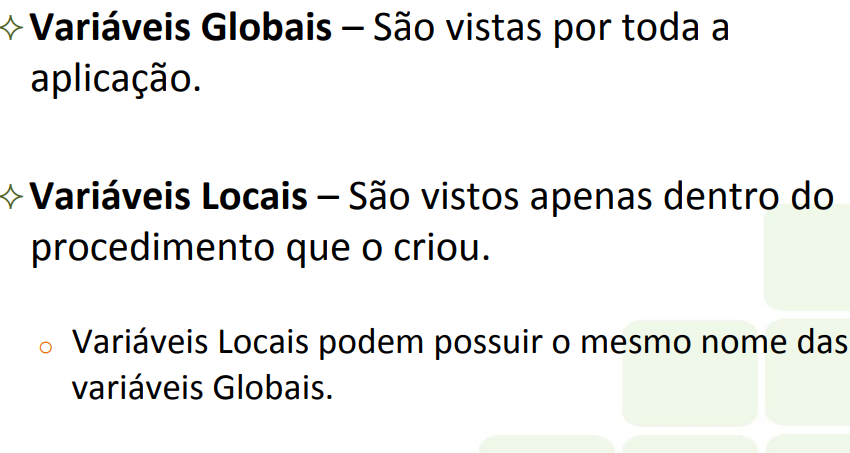 Variáveis Globais – São vistas por toda a
aplicação.
Variáveis Locais – São vistos apenas dentro do
procedimento que o criou.
Variáveis Locais podem possuir o mesmo nome das
variáveis Globais.